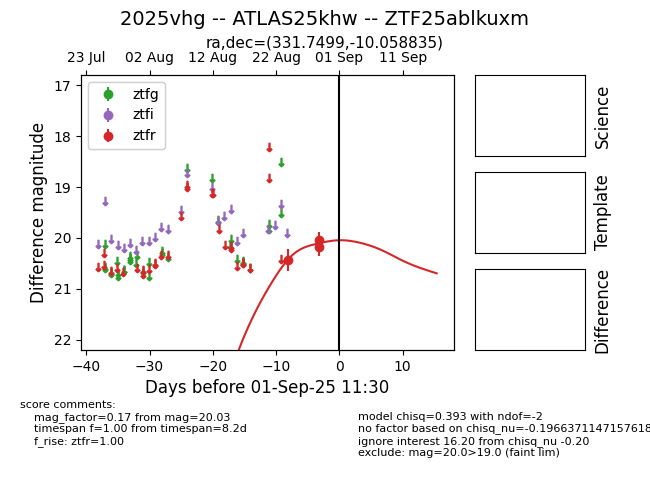 2025vhg -- ATLAS25khw -- ZTF25ablkuxm
ra,dec=(331.7499,-10.058835)
23 Jul 02 Aug 12 Aug 22 Aug 01 Sep 11 Sep
ztfg
ztfi
ztfr
17
18
19
20
21
22
Difference magnitude
−40 −30 −20 −10 0 10
Days before 01-Sep-25 11:30
Science
Template
Difference
score comments:
mag_factor=0.17 from mag=20.03
timespan f=1.00 from timespan=8.2d
f_rise: ztfr=1.00
model chisq=0.393 with ndof=-2
no factor based on chisq_nu=-0.1966371147157618
ignore interest 16.20 from chisq_nu -0.20
exclude: mag=20.0>19.0 (faint lim)